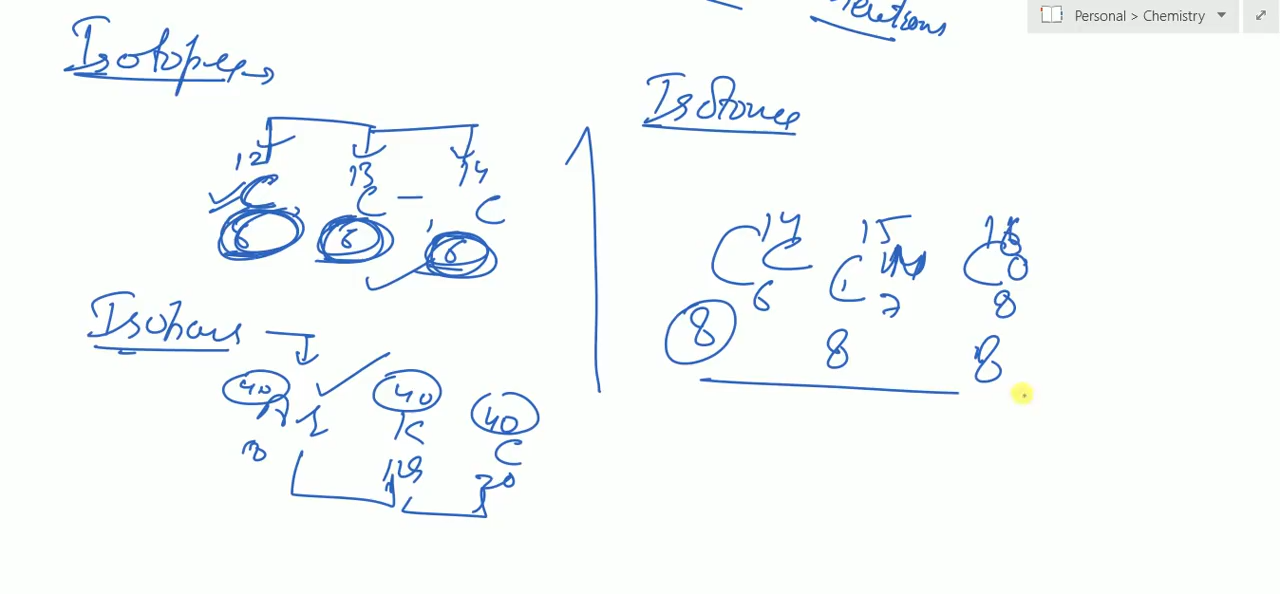 Personal > Chemistry
Isotopes→
12 13 14
C, C – , C
6 6 6
Isobars
40 40 40
Ar K C
19 20
Isotones
14 15 16
C N O
6 7 8
8 8 8